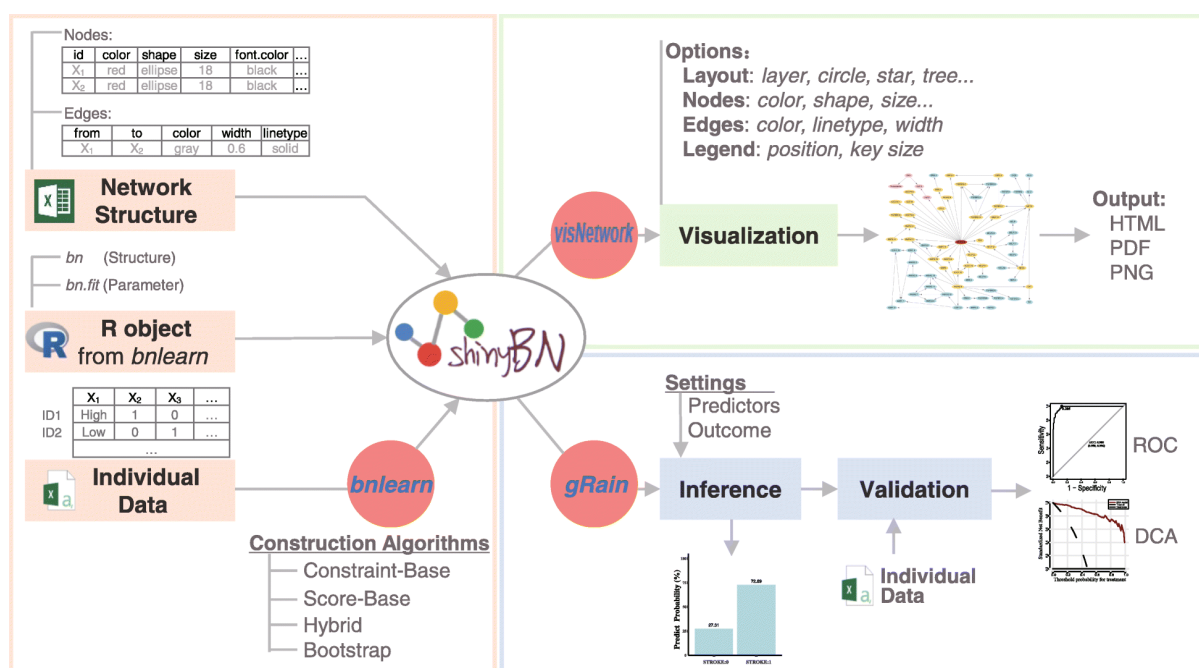 Nodes:
id color shape size font.color ...
X1 red ellipse 18 black ...
X2 red ellipse 18 black ...
Edges:
from to color width linetype
X1 X2 gray 0.6 solid
Network
Structure
bn (Structure)
bn.fit (Parameter)
R object
from bnlearn
X1 X2 X3 ...
ID1 High 1 0 ...
ID2 Low 0 1 ...
...
Individual
Data
bnlearn
Construction Algorithms
Constraint-Base
Score-Base
Hybrid
Bootstrap
shinyBN
visNetwork
Options:
Layout: layer, circle, star, tree...
Nodes: color, shape, size...
Edges: color, linetype, width
Legend: position, key size
Visualization
Output:
HTML
PDF
PNG
gRain
Settings
Predictors
Outcome
Inference
Validation
Individual
Data
Predict Probability (%)
27.31
72.69
STROKE:0
STROKE:1
Sensitivity
1 - Specificity
ROC
Standardized Net Benefit
Threshold probability for treatment
DCA